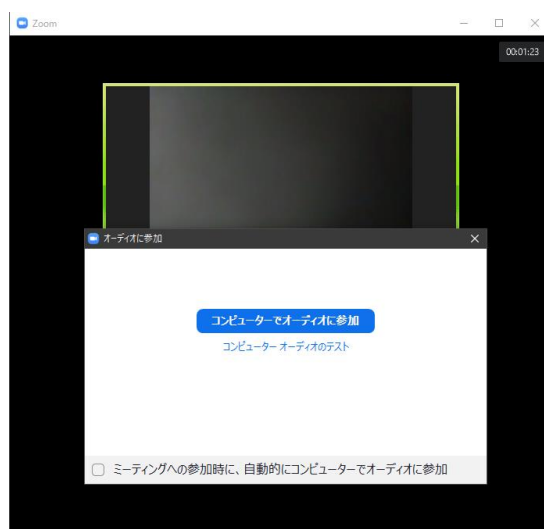 Zoom
00:01:23
オーディオに参加
コンピューターでオーディオに参加
コンピューター オーディオのテスト
ミーティングへの参加時に、自動的にコンピューターでオーディオに参加